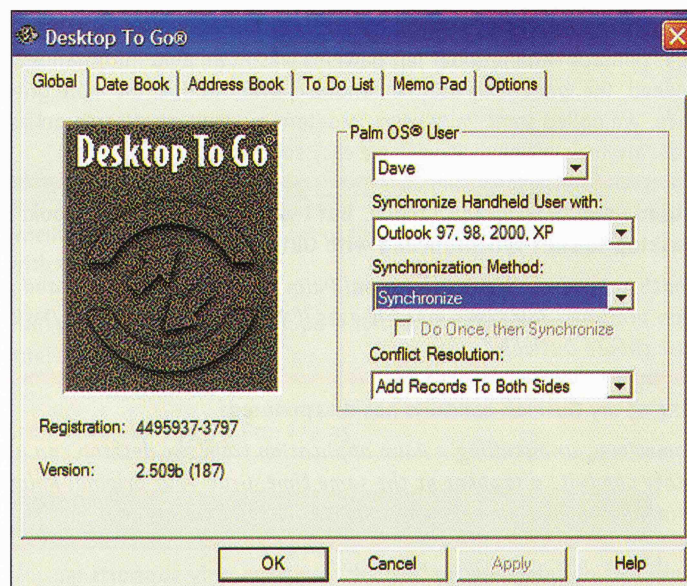 Desktop To Go®
Global Date Book Address Book To Do List Memo Pad Options
Desktop To Go
Palm OS® User
Dave
Synchronize Handheld User with:
Outlook 97, 98, 2000, XP
Synchronization Method:
Synchronize
Do Once, then Synchronize
Conflict Resolution:
Add Records To Both Sides
Registration: 4495937-3797
Version: 2.509b (187)
OK Cancel Apply Help